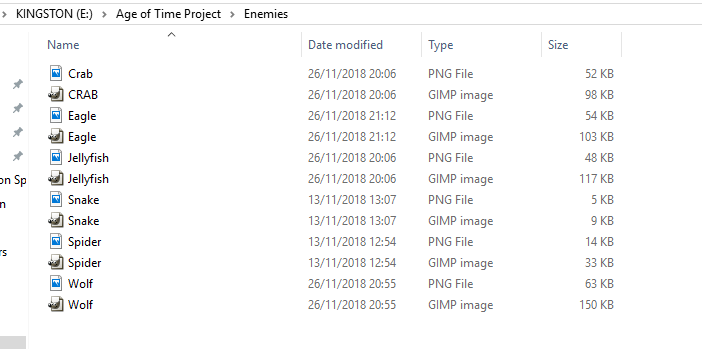 KINGSTON (E:) Age of Time Project Enemies
Name Date modified Type Size
Crab 26/11/2018 20:06 PNG File 52 KB
CRAB 26/11/2018 20:06 GIMP image 98 KB
Eagle 26/11/2018 21:12 PNG File 54 KB
Eagle 26/11/2018 21:12 GIMP image 103 KB
Jellyfish 26/11/2018 20:06 PNG File 48 KB
Jellyfish 26/11/2018 20:06 GIMP image 117 KB
on Sp
Snake 13/11/2018 13:07 PNG File 5 KB
n
Snake 13/11/2018 13:07 GIMP image 9 KB
Spider 13/11/2018 12:54 PNG File 14 KB
rs
Spider 13/11/2018 12:54 GIMP image 33 KB
Wolf 26/11/2018 20:55 PNG File 63 KB
Wolf 26/11/2018 20:55 GIMP image 150 KB